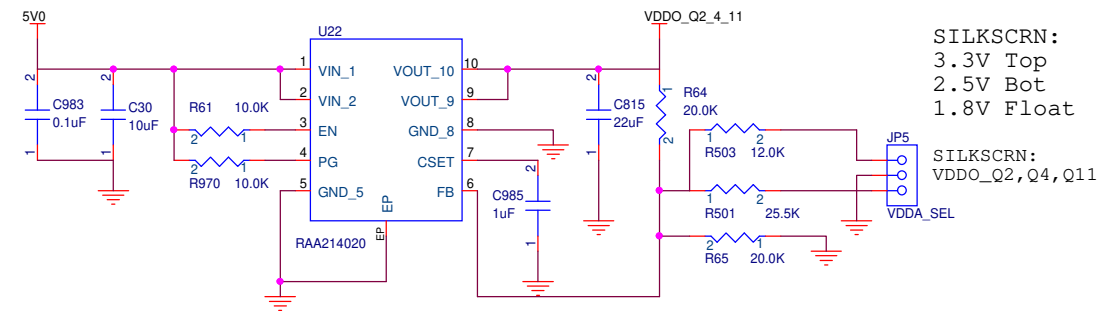 5V0
VDDO_Q2_4_11
U22
SILKSCRN:
3.3V Top
2.5V Bot
1.8V Float
1 VIN_1 VOUT_10 10
2 VIN_2 VOUT_9 9
3 EN GND_8 8
4 PG CSET 7
5 GND_5 FB 6
EP
EP
RAA214020
2 C983 0.1uF 1
2 C30 10uF 1
R61 10.0K
2 1
2 1
R970 10.0K
2 C985 1uF 1
2 C815 22uF 1
1 R64 20.0K 2
1 2
R503 12.0K
1 2
R501 25.5K
2 1
R65 20.0K
JP5
VDDA_SEL
SILKSCRN:
VDDO_Q2,Q4,Q11